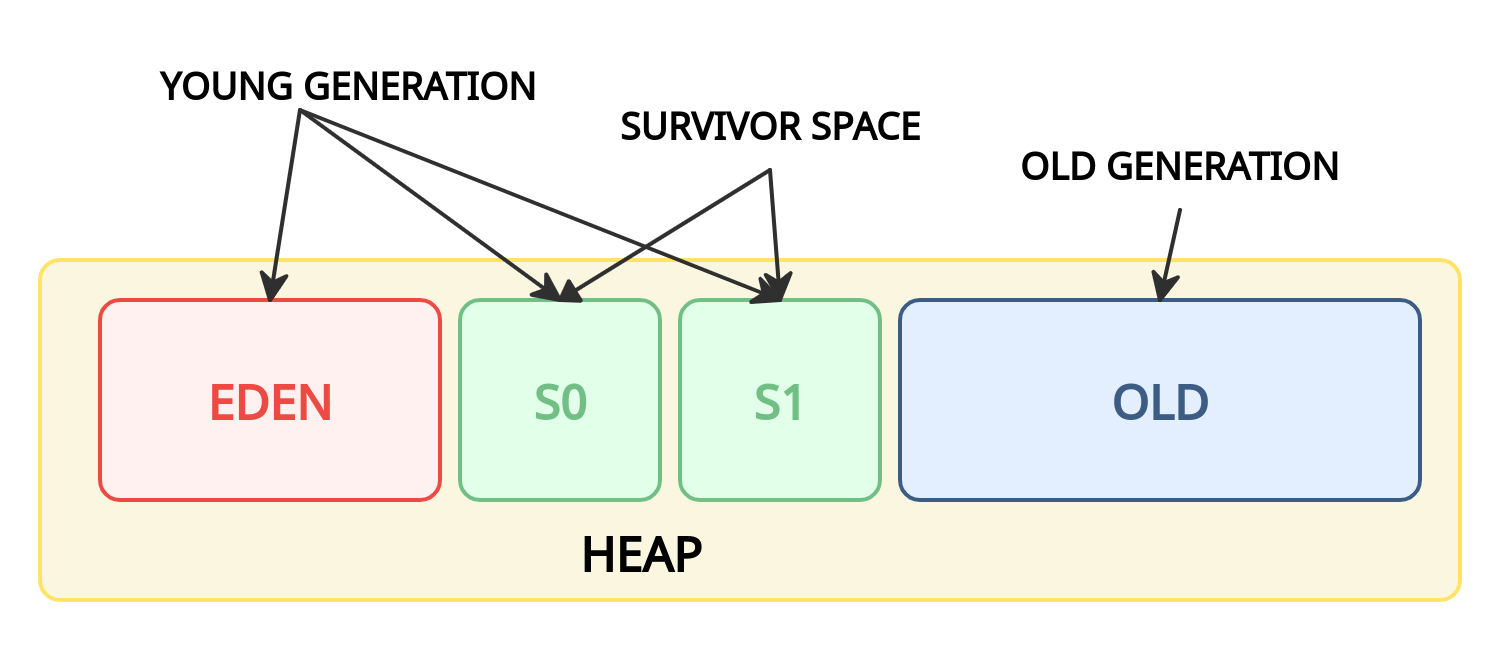 YOUNG GENERATION
SURVIVOR SPACE
OLD GENERATION
EDEN
S0
S1
OLD
HEAP